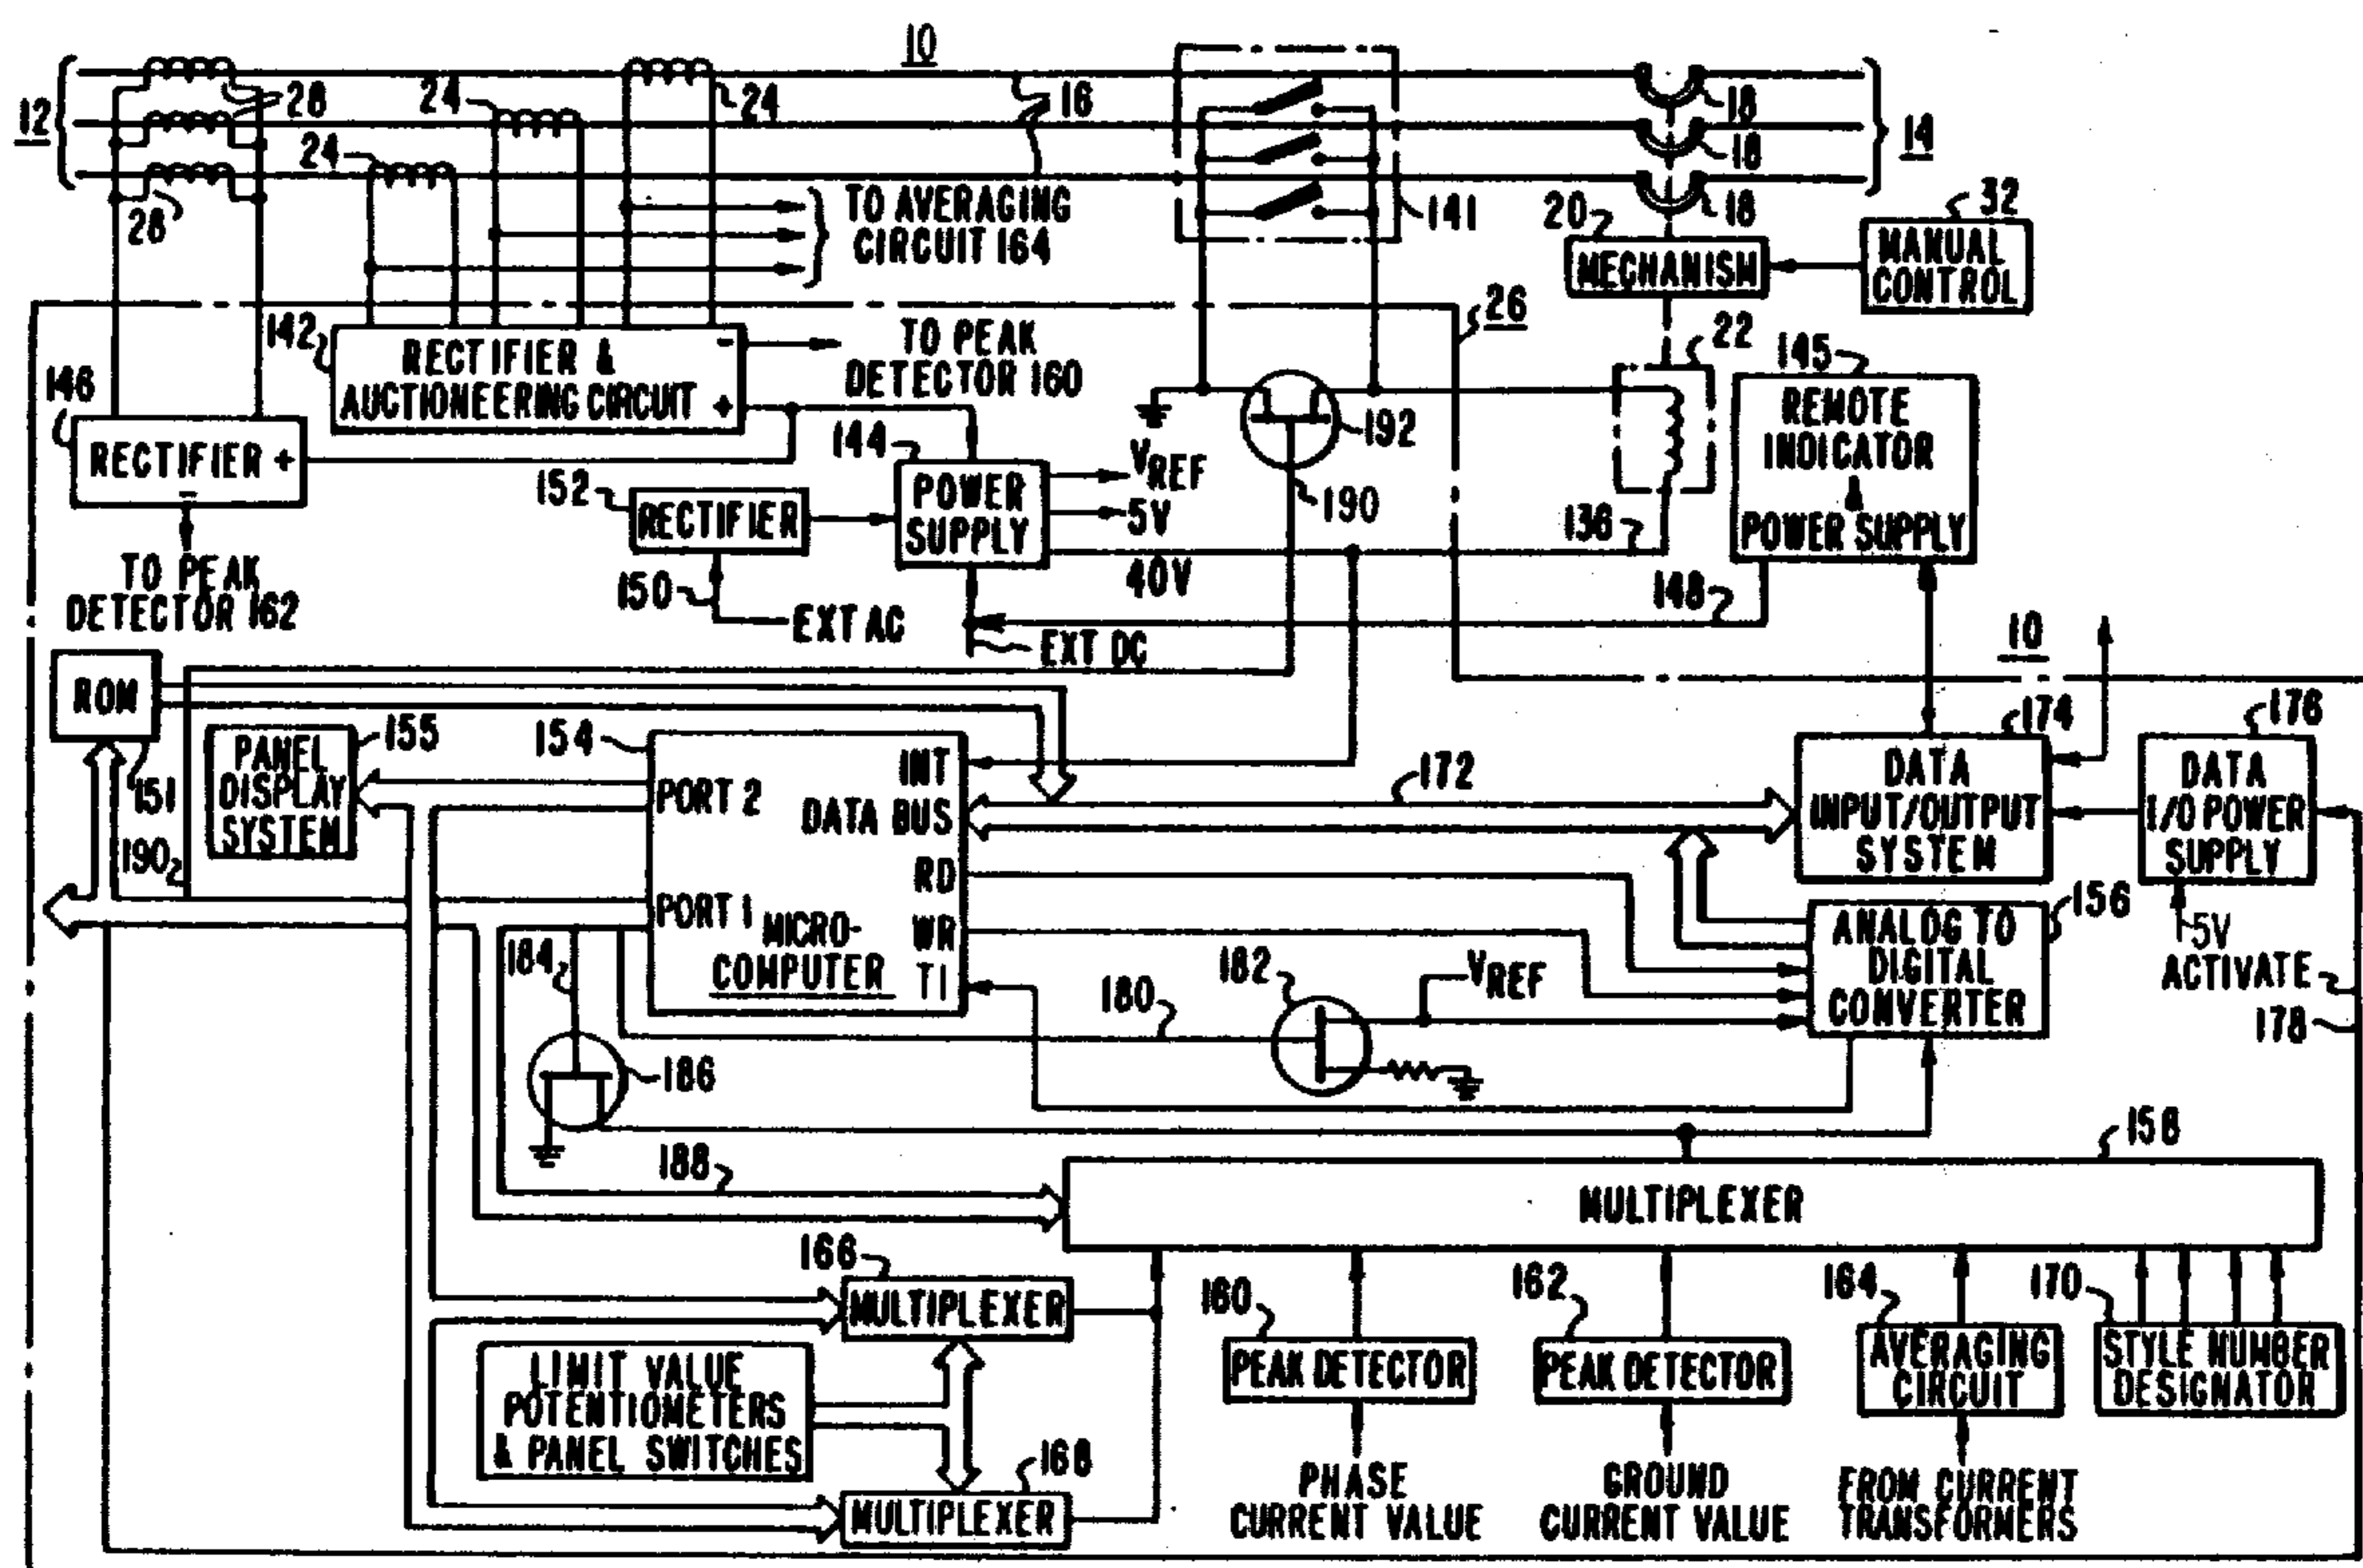 10
12
28
24
24
24
28
16
18
18
18
14
TO AVERAGING
CIRCUIT 164
141
20
MECHANISM
32
MANUAL
CONTROL
26
22
142
RECTIFIER &
AUCTIONEERING CIRCUIT
-
+
TO PEAK
DETECTOR 160
146
RECTIFIER +
-
TO PEAK
DETECTOR 162
144
POWER
SUPPLY
VREF
5V
40V
152
RECTIFIER
150
EXT AC
EXT DC
192
190
136
148
145
REMOTE
INDICATOR
&
POWER SUPPLY
10
ROM
151
190
PANEL
DISPLAY
SYSTEM
155
154
INT
PORT 2
DATA BUS
RD
PORT 1
WR
MICRO-
COMPUTER
T1
172
174
DATA
INPUT/OUTPUT
SYSTEM
176
DATA
I/O POWER
SUPPLY
5V
ACTIVATE
178
156
ANALOG TO
DIGITAL
CONVERTER
184
186
180
182
VREF
188
158
MULTIPLEXER
166
MULTIPLEXER
LIMIT VALUE
POTENTIOMETERS
& PANEL SWITCHES
168
MULTIPLEXER
160
PEAK DETECTOR
PHASE
CURRENT VALUE
162
PEAK DETECTOR
GROUND
CURRENT VALUE
164
AVERAGING
CIRCUIT
FROM CURRENT
TRANSFORMERS
170
STYLE NUMBER
DESIGNATOR